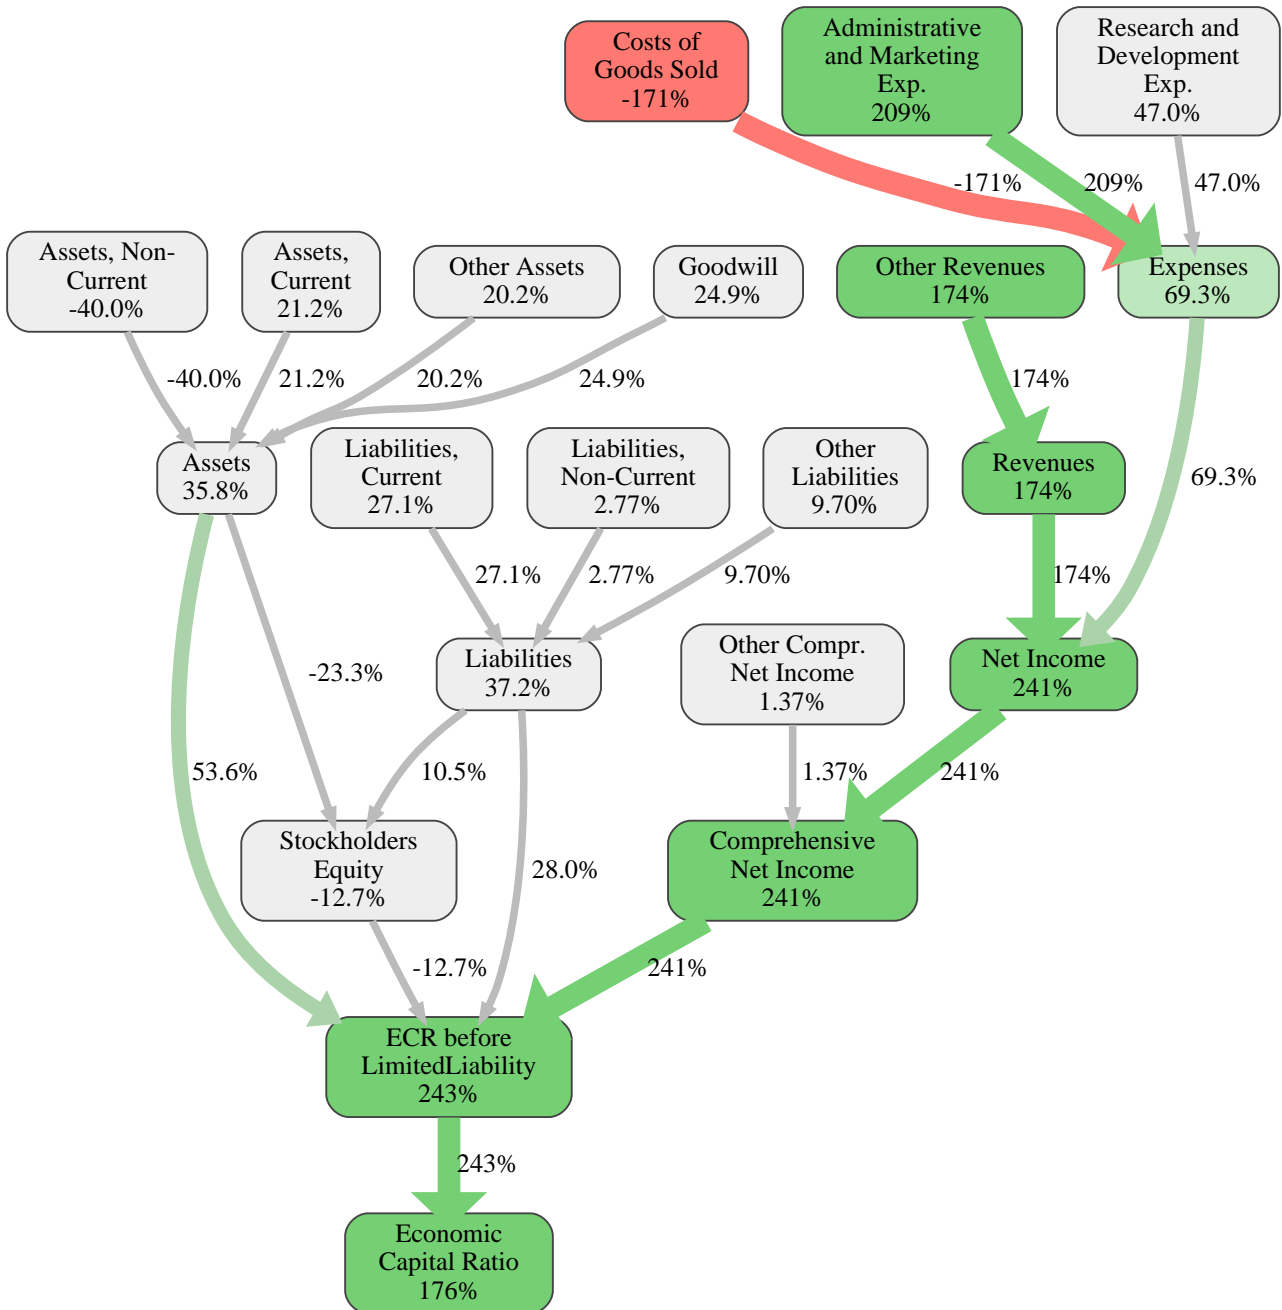 Costs of
Goods Sold
-171%
Administrative
and Marketing
Exp.
209%
Research and
Development
Exp.
47.0%
-171%
209%
47.0%
Assets, Non-
Current
-40.0%
Assets,
Current
21.2%
Other Assets
20.2%
Goodwill
24.9%
Other Revenues
174%
Expenses
69.3%
-40.0%
21.2%
20.2%
24.9%
174%
69.3%
Assets
35.8%
Liabilities,
Current
27.1%
Liabilities,
Non-Current
2.77%
Other
Liabilities
9.70%
Revenues
174%
27.1%
2.77%
9.70%
174%
-23.3%
Liabilities
37.2%
Other Compr.
Net Income
1.37%
Net Income
241%
53.6%
10.5%
1.37%
241%
Stockholders
Equity
-12.7%
28.0%
Comprehensive
Net Income
241%
-12.7%
241%
ECR before
LimitedLiability
243%
243%
Economic
Capital Ratio
176%